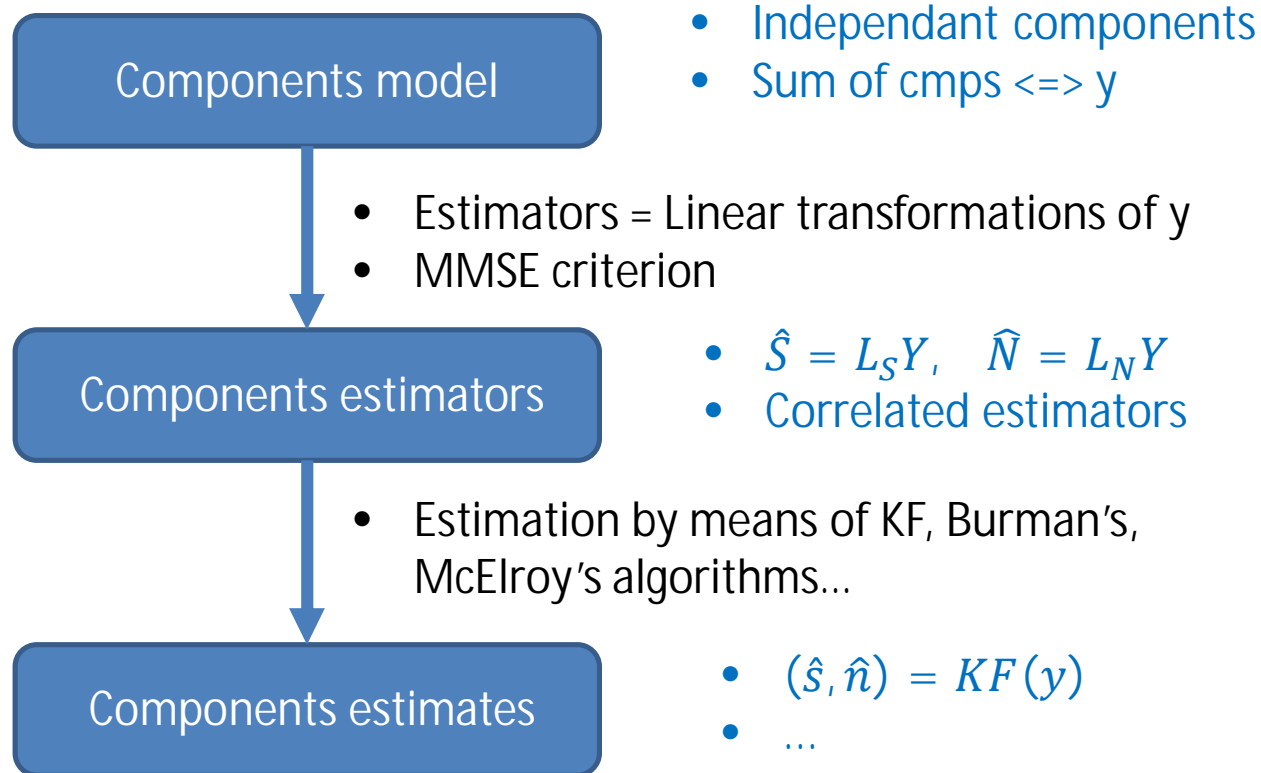 Components model
• Independant components
• Sum of cmps <=> y
• Estimators = Linear transformations of y
• MMSE criterion
Components estimators
• Ŝ = L_S Y, N̂ = L_N Y
• Correlated estimators
• Estimation by means of KF, Burman's,
McElroy's algorithms...
Components estimates
• (ŝ, n̂) = KF(y)
• ...